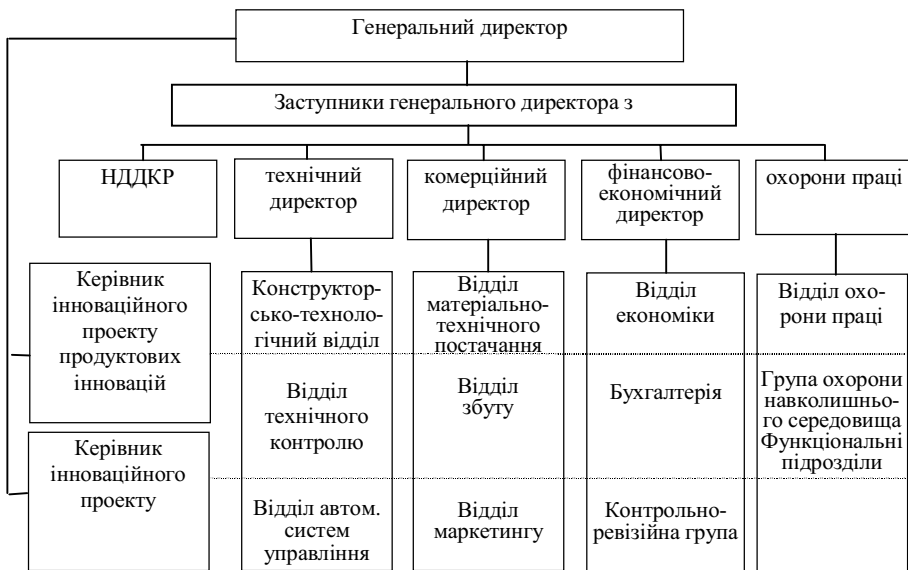 Генеральний директор
Заступники генерального директора з
НДДКР
технічний
директор
комерційний
директор
фінансово-
економічний
директор
охорони праці
Керівник
інноваційного
проекту
продуктових
інновацій
Керівник
інноваційного
проекту
Конструктор-
сько-техноло-
гічний відділ
Відділ
технічного
контролю
Відділ автом.
систем
управління
Відділ
матеріально-
технічного
постачання
Відділ
збуту
Відділ
маркетингу
Відділ
економіки
Бухгалтерія
Контрольно-
ревізійна група
Відділ охо-
рони праці
Група охорони
навколишньо-
го середовища
Функціональні
підрозділи